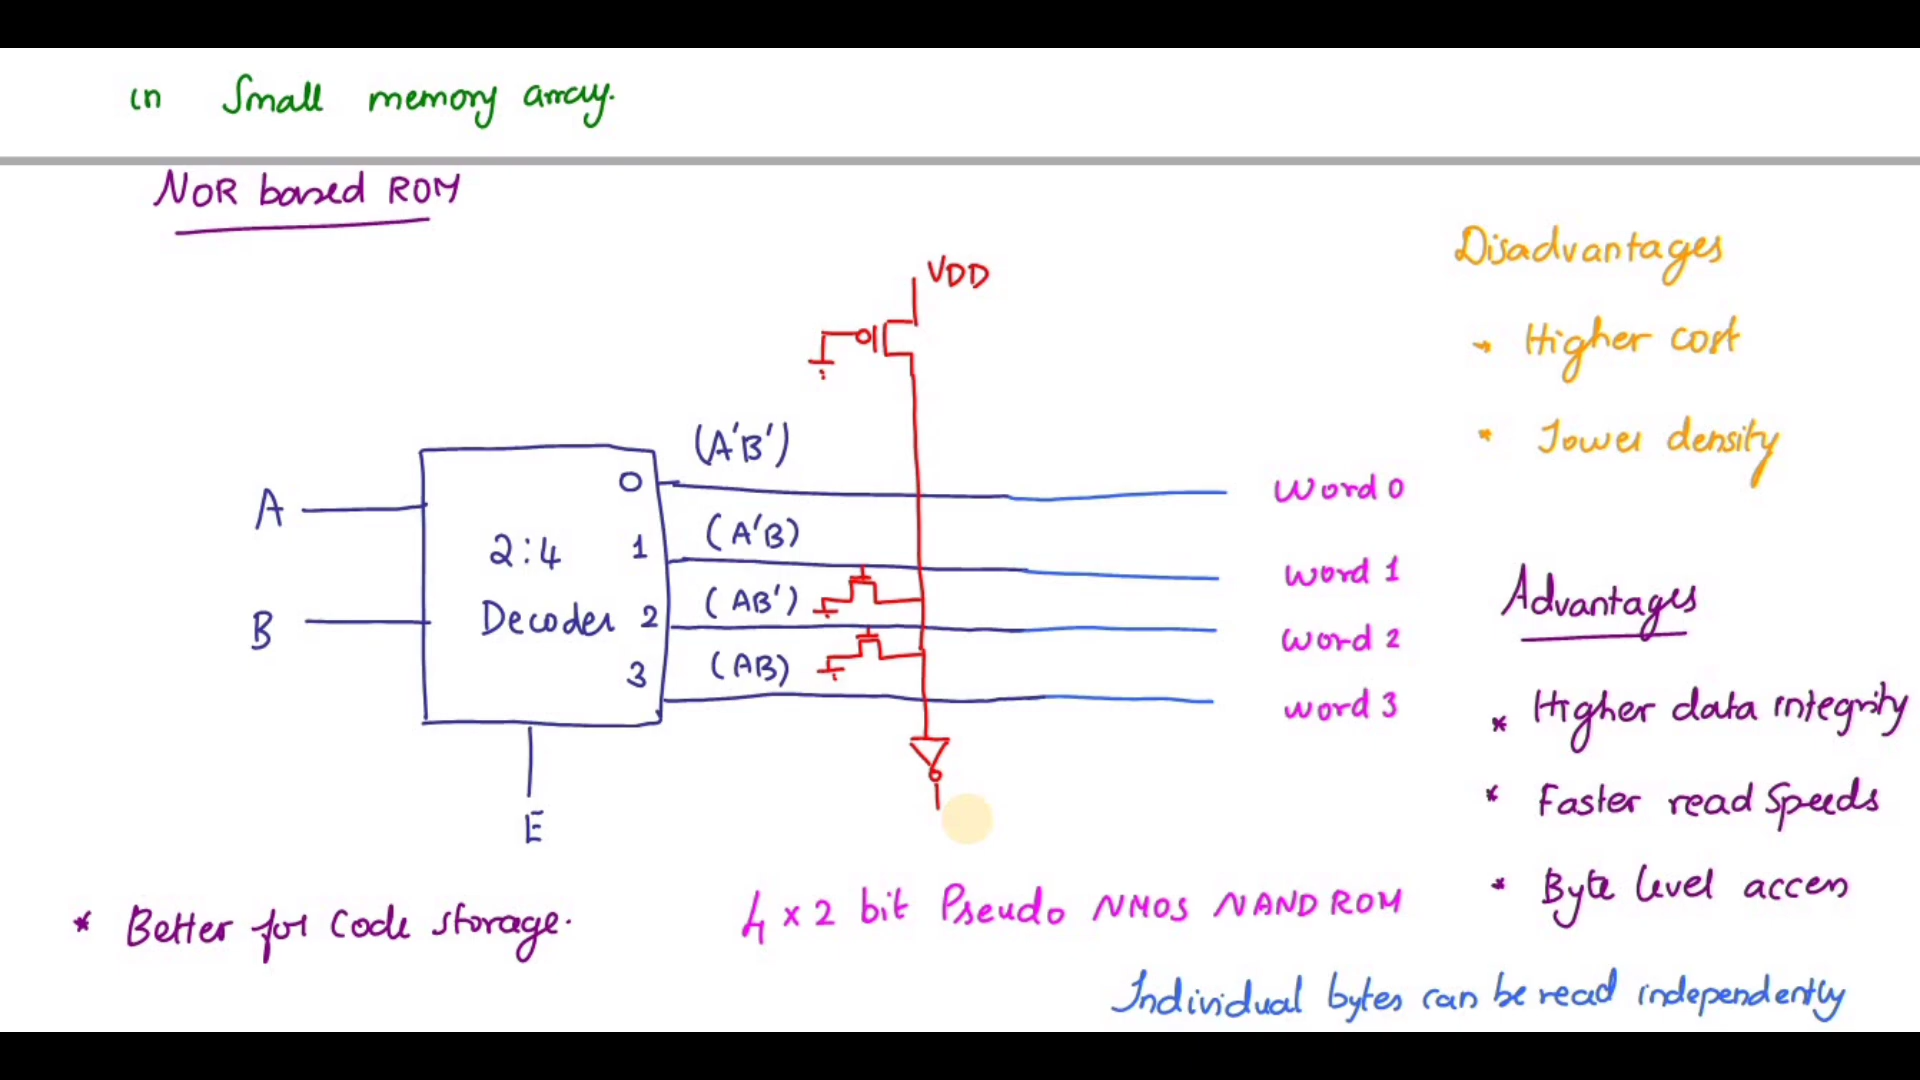 in Small memory array.
NOR based ROM
VDD
Disadvantages
Higher cost
* Lower density
(A'B')
0
Word 0
A
2:4
Decoder
1
(A'B)
Word 1
B
2
(AB')
Word 2
3
(AB)
Word 3
E
Advantages
* Higher data integrity
* Faster read Speeds
* Byte level access
* Better for Code storage.
4 x 2 bit Pseudo NMOS NAND ROM
Individual bytes can be read independently